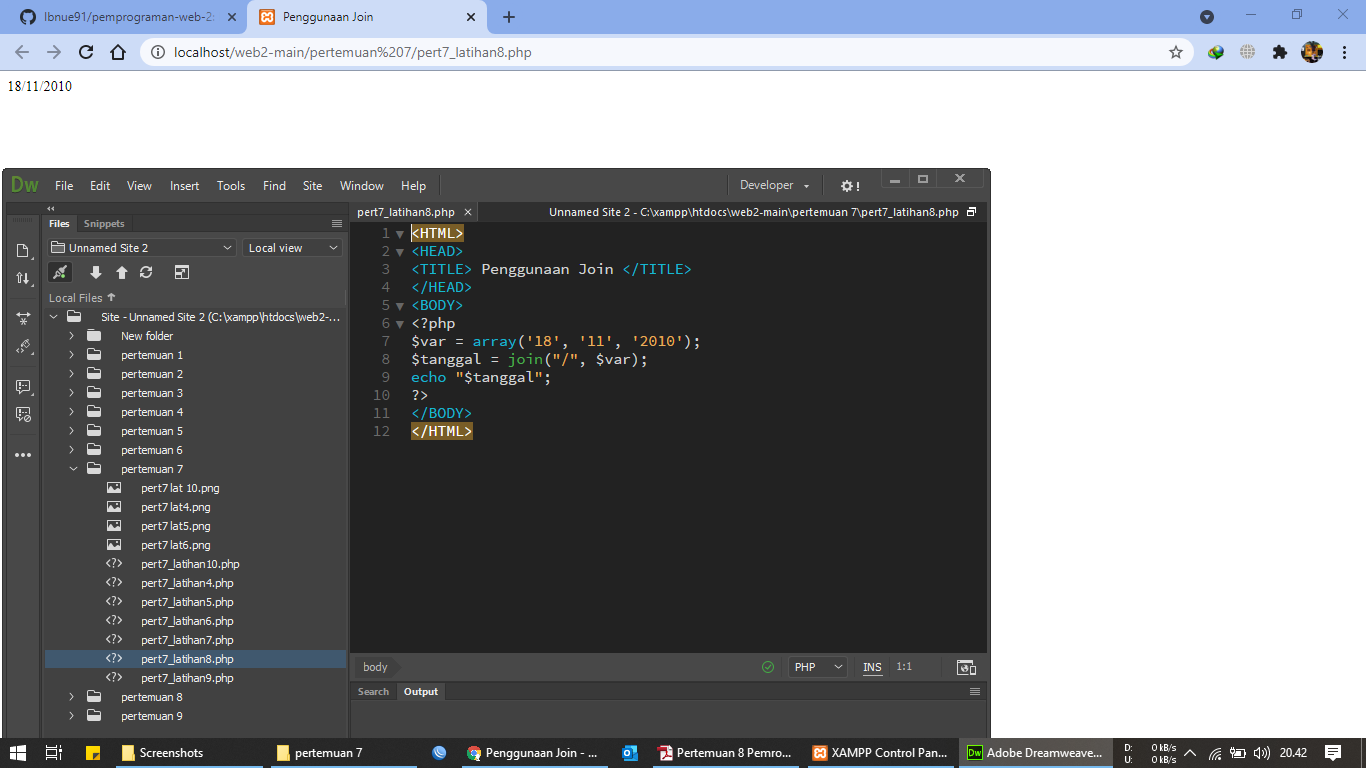 lbnue91/pemprograman-web-2:
Penggunaan Join
localhost/web2-main/pertemuan%207/pert7_latihan8.php
18/11/2010
Dw File Edit View Insert Tools Find Site Window Help Developer
Files Snippets
Unnamed Site 2 Local view
Local Files
Site - Unnamed Site 2 (C:\xampp\htdocs\web2-...
New folder
pertemuan 1
pertemuan 2
pertemuan 3
pertemuan 4
pertemuan 5
pertemuan 6
pertemuan 7
pert7 lat 10.png
pert7 lat4.png
pert7 lat5.png
pert7 lat6.png
pert7_latihan10.php
pert7_latihan4.php
pert7_latihan5.php
pert7_latihan6.php
pert7_latihan7.php
pert7_latihan8.php
pert7_latihan9.php
pertemuan 8
pertemuan 9
pert7_latihan8.php Unnamed Site 2 - C:\xampp\htdocs\web2-main\pertemuan 7\pert7_latihan8.php
1 <HTML>
2 <HEAD>
3 <TITLE> Penggunaan Join </TITLE>
4 </HEAD>
5 <BODY>
6 <?php
7 $var = array('18', '11', '2010');
8 $tanggal = join("/", $var);
9 echo "$tanggal";
10 ?>
11 </BODY>
12 </HTML>
body PHP INS 1:1
Search Output
Screenshots pertemuan 7 Penggunaan Join - ... Pertemuan 8 Pemro... XAMPP Control Pan... Dw Adobe Dreamweave... D: 0 kB/s 20.42
U: 0 kB/s